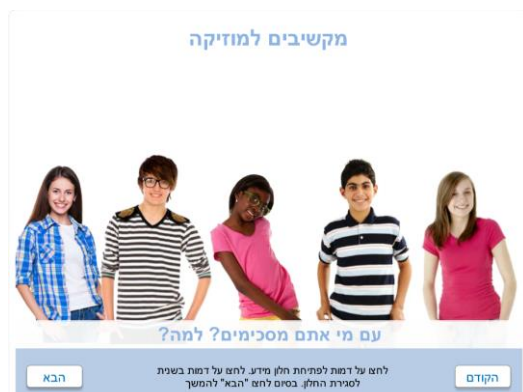 מקשיבים למוזיקה
עם מי אתם מסכימים? למה?
הקודם
לחצו על דמות לפתיחת חלון מידע. לחצו על דמות בשנית
לסגירת החלון. בסיום לחצו "הבא" להמשך
הבא